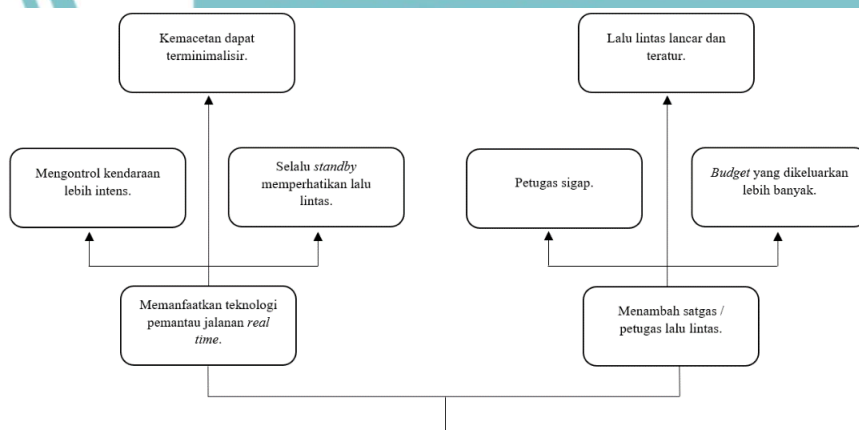 Kemacetan dapat
terminimalisir.
Lalu lintas lancar dan
teratur.
Mengontrol kendaraan
lebih intens.
Selalu standby
memperhatikan lalu
lintas.
Petugas sigap.
Budget yang dikeluarkan
lebih banyak.
Memanfaatkan teknologi
pemantau jalanan real
time.
Menambah satgas /
petugas lalu lintas.